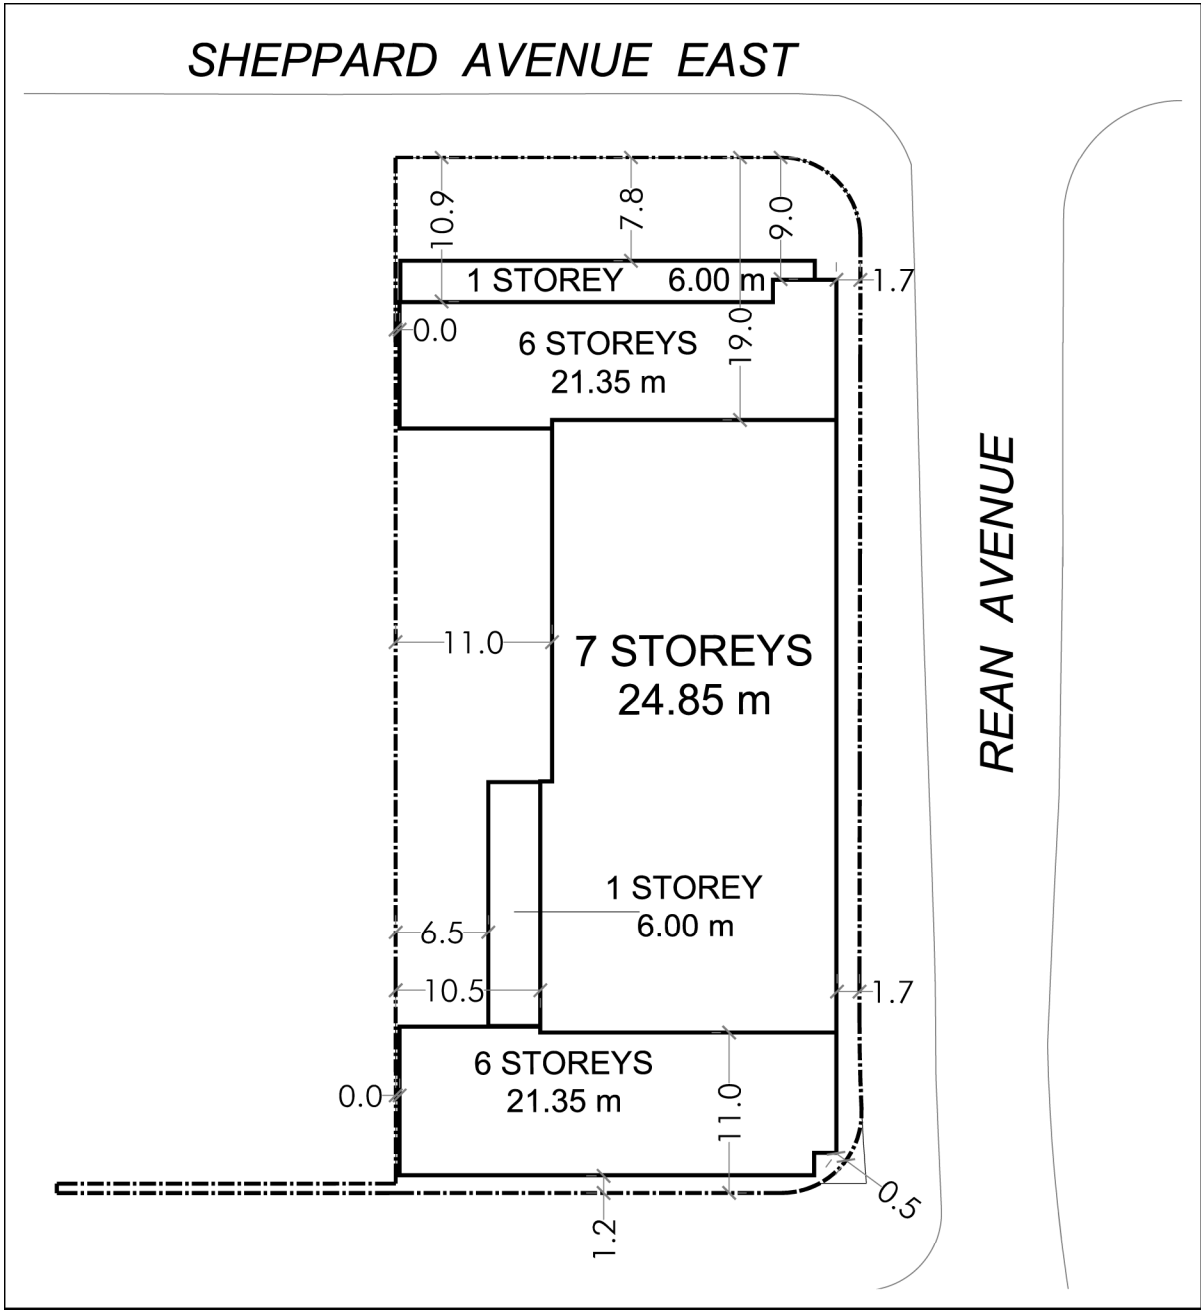 SHEPPARD AVENUE EAST
10.9
7.8
9.0
1 STOREY 6.00 m
1.7
0.0
19.0
6 STOREYS
21.35 m
REAN AVENUE
11.0
7 STOREYS
24.85 m
1 STOREY
6.00 m
6.5
10.5
1.7
6 STOREYS
21.35 m
0.0
11.0
0.5
1.2